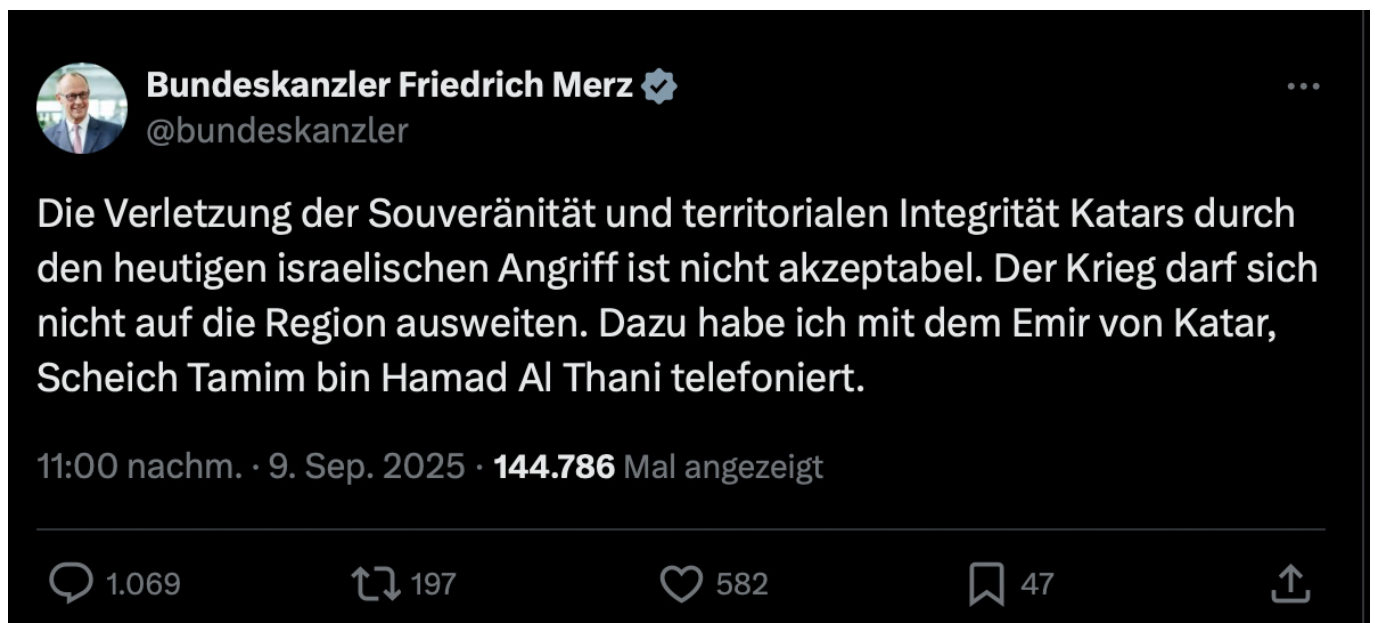 Bundeskanzler Friedrich Merz
@bundeskanzler
Die Verletzung der Souveränität und territorialen Integrität Katars durch
den heutigen israelischen Angriff ist nicht akzeptabel. Der Krieg darf sich
nicht auf die Region ausweiten. Dazu habe ich mit dem Emir von Katar,
Scheich Tamim bin Hamad Al Thani telefoniert.
11:00 nachm. · 9. Sep. 2025 · 144.786 Mal angezeigt
1.069 197 582 47